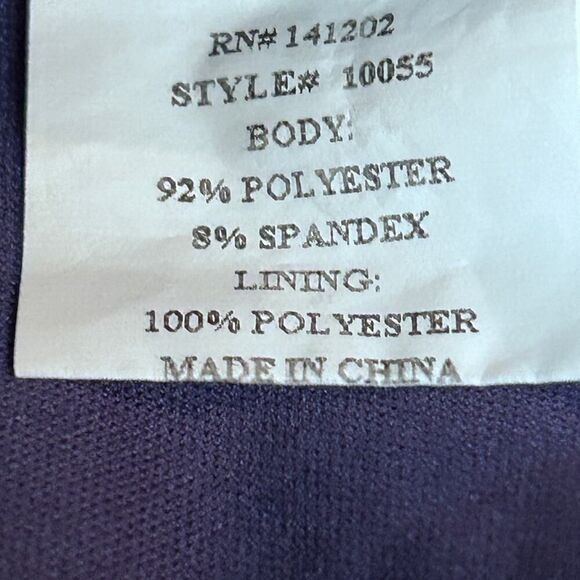 RN# 141202
STYLE# 10055
BODY:
92% POLYESTER
8% SPANDEX
LINING:
100% POLYESTER
MADE IN CHINA